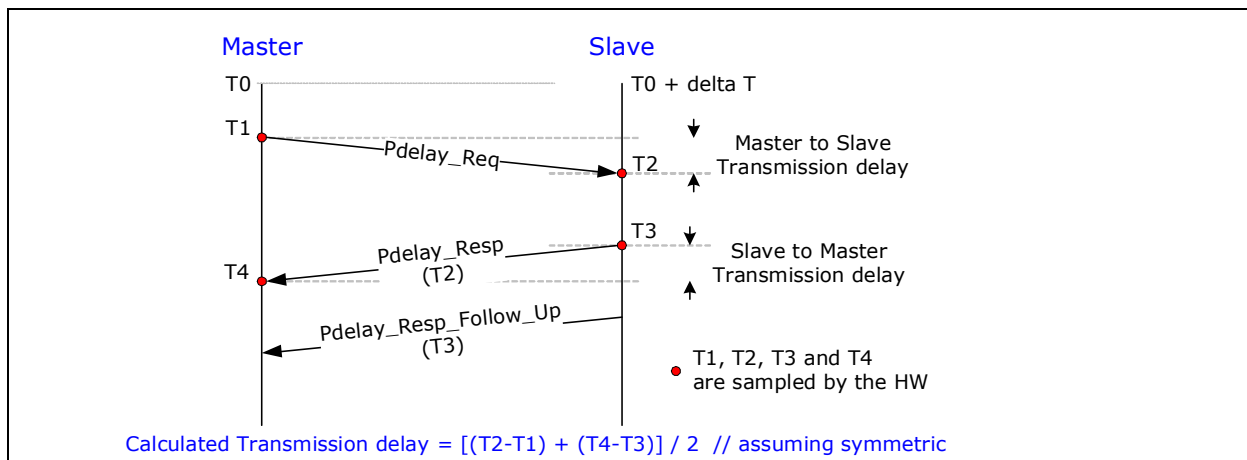 Master
Slave
T0
T0 + delta T
T1
Pdelay_Req
T2
Master to Slave
Transmission delay
T3
Pdelay_Resp
(T2)
T4
Slave to Master
Transmission delay
Pdelay_Resp_Follow_Up
(T3)
T1, T2, T3 and T4
are sampled by the HW
Calculated Transmission delay = [(T2-T1) + (T4-T3)] / 2 // assuming symmetric